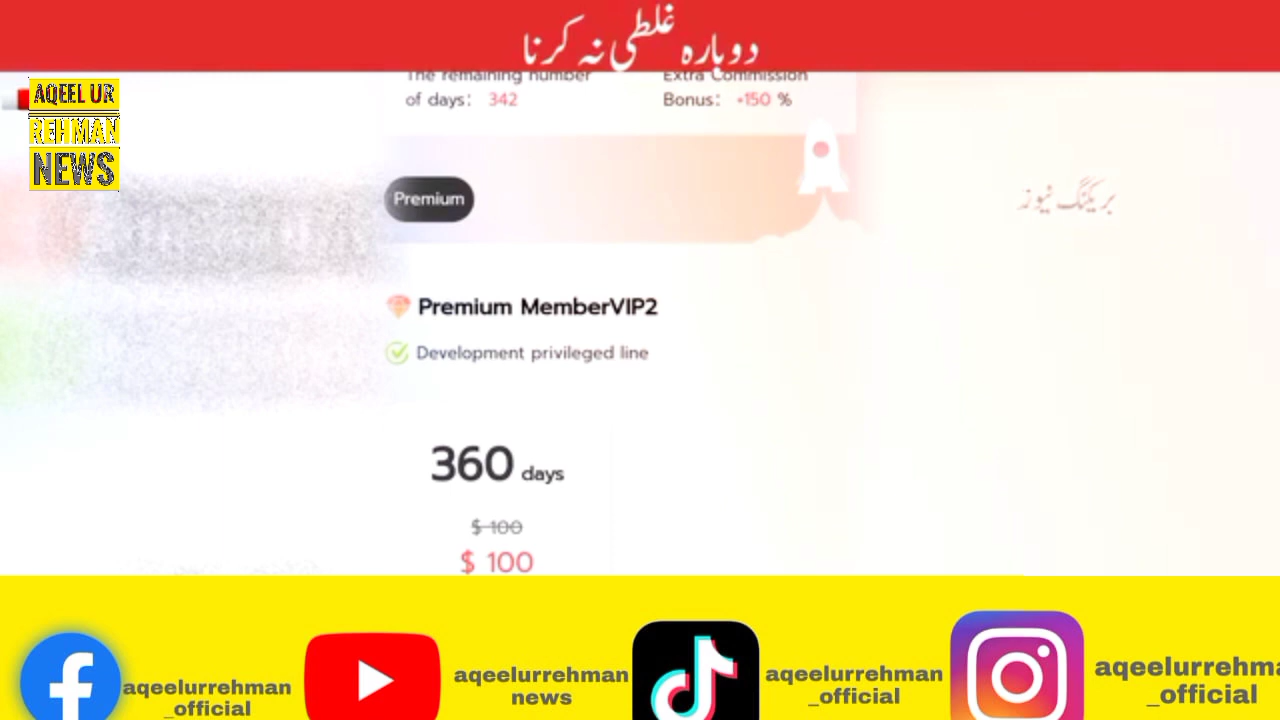 دوبارہ غلطی نہ کرنا
AQEEL UR
REHMAN
NEWS
The remaining number
of days: 342
Extra Commission
Bonus: +150 %
Premium
بریکنگ نیوز
Premium MemberVIP2
Development privileged line
360 days
$ 100
$ 100
aqeelurrehman
_official
aqeelurrehman
news
aqeelurrehman
_official
aqeelurrehma
_official